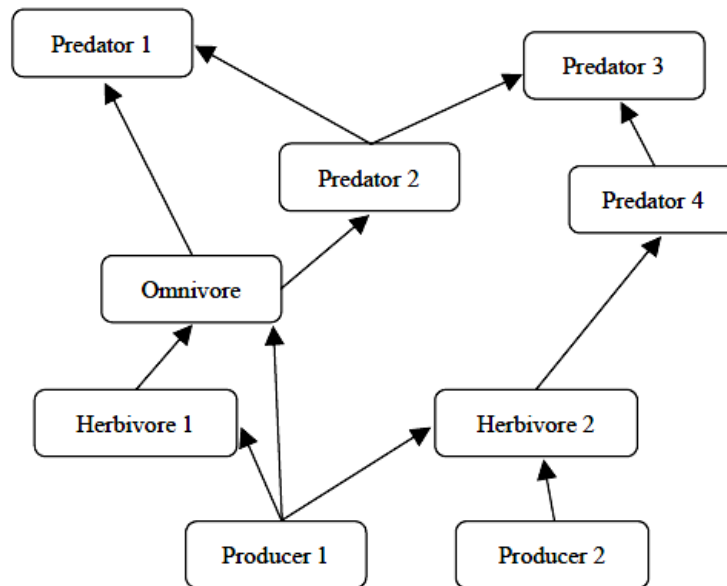 Predator 1
Predator 3
Predator 2
Predator 4
Omnivore
Herbivore 1
Herbivore 2
Producer 1
Producer 2